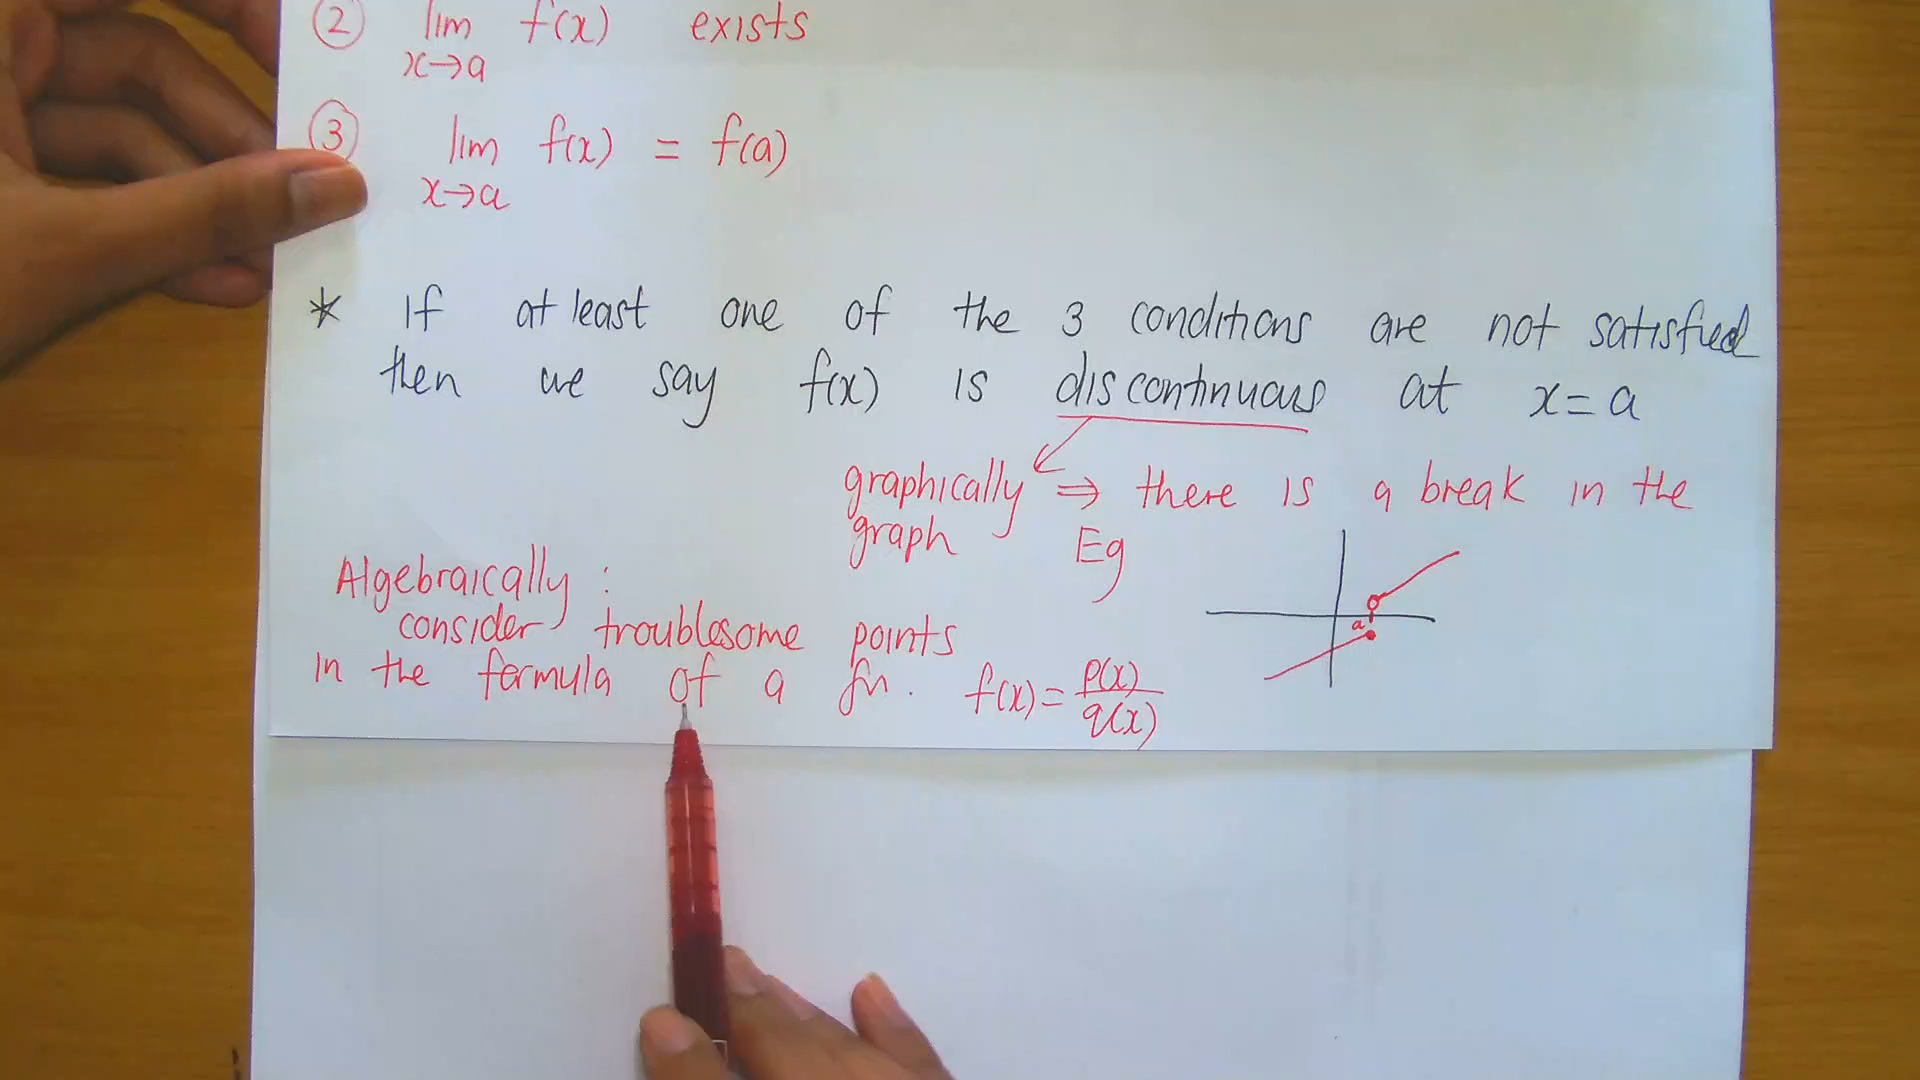 ② lim f(x) exists
x→a
③ lim f(x) = f(a)
x→a
* If at least one of the 3 conditions are not satisfied
then we say f(x) is discontinuous at x = a
graphically ⇒ there is a break in the
graph Eg
a
Algebraically :
consider troublesome points
in the formula of a fn. f(x) = p(x)/q(x)